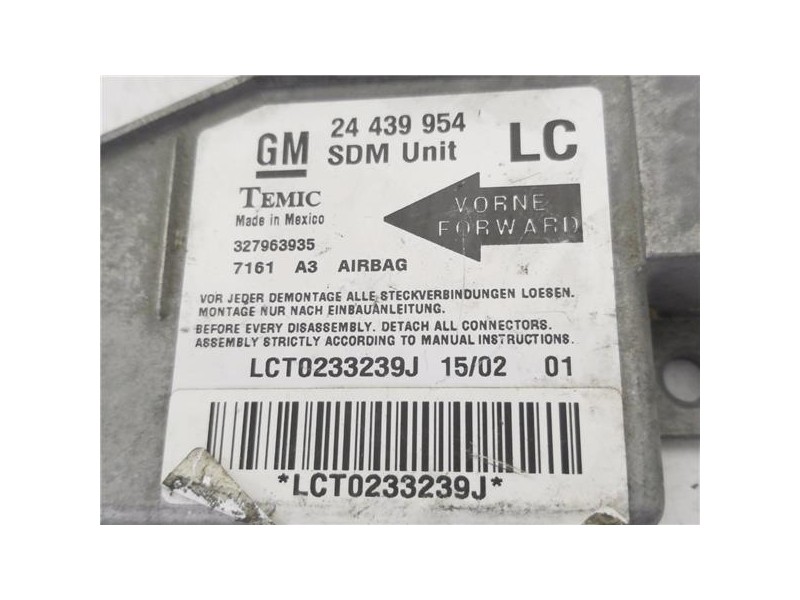 GM 24 439 954 LC
SDM Unit
TEMIC
Made in Mexico
VORNE
FORWARD
327963935
7161 A3 AIRBAG
VOR JEDER DEMONTAGE ALLE STECKVERBINDUNGEN LOESEN.
MONTAGE NUR NACH EINBAUANLEITUNG.
BEFORE EVERY DISASSEMBLY. DETACH ALL CONNECTORS.
ASSEMBLY STRICTLY ACCORDING TO MANUAL INSTRUCTIONS.
LCT0233239J 15/02 01
*LCT0233239J*